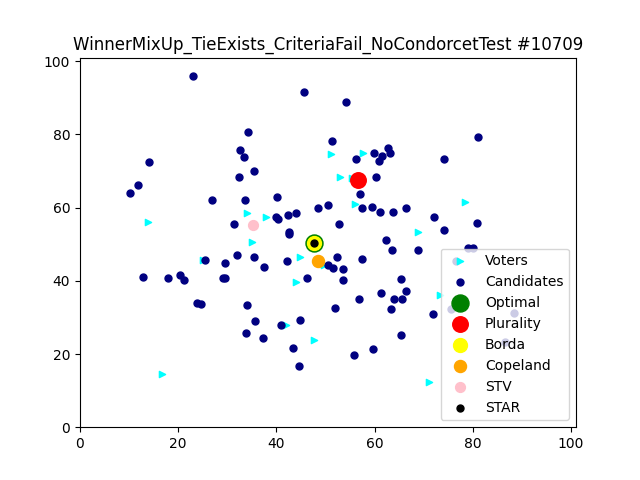 WinnerMixUp_TieExists_CriteriaFail_NoCondorcetTest #10709
100
80
60
40
20
0
Voters
Candidates
Optimal
Plurality
Borda
Copeland
STV
STAR
0 20 40 60 80 100